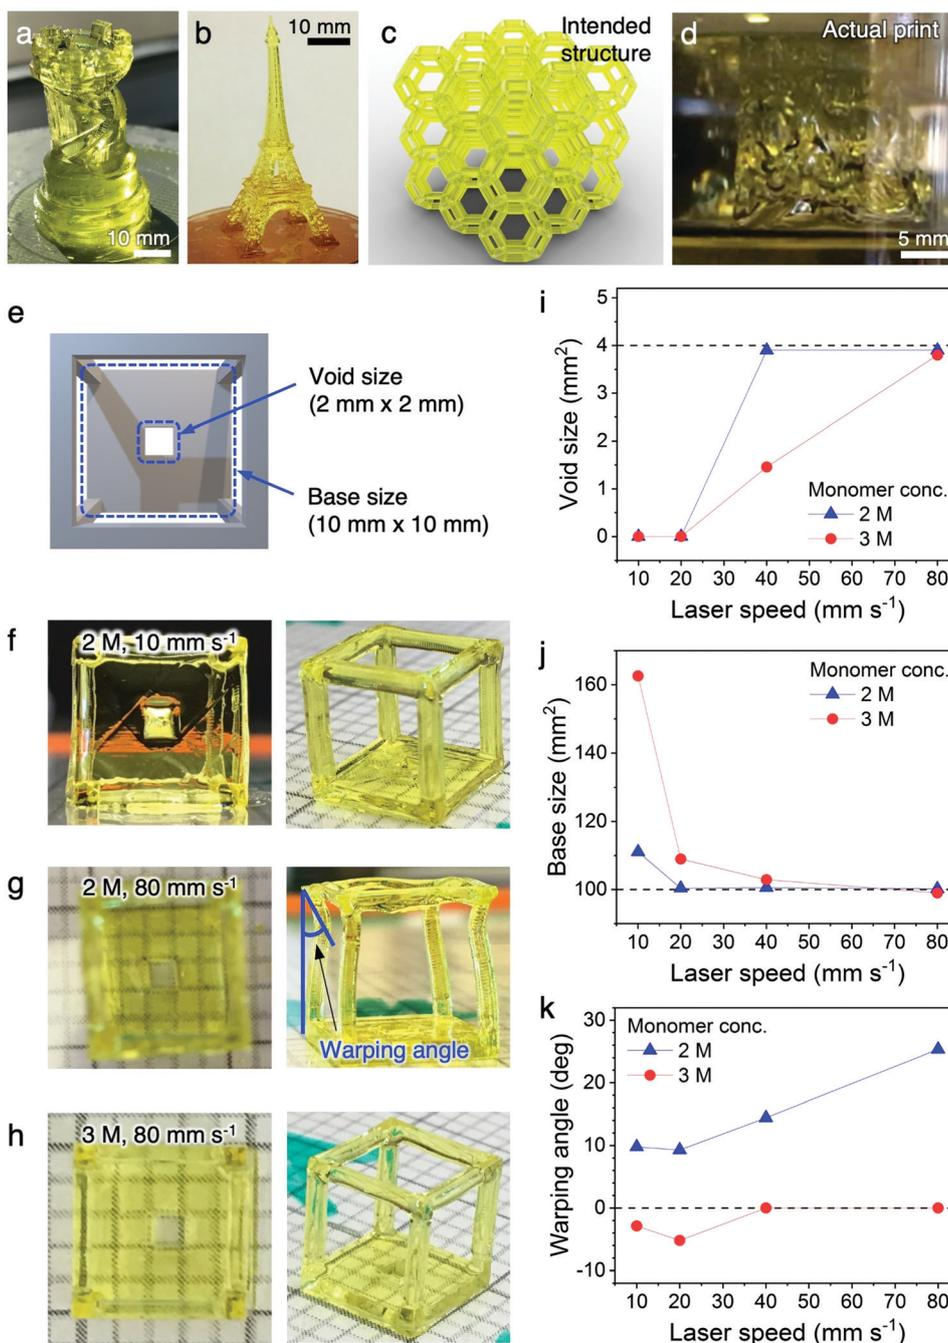 a
10 mm
b
10 mm
c
Intended
structure
d
Actual print
5 mm
e
Void size
(2 mm x 2 mm)
Base size
(10 mm x 10 mm)
f
2 M, 10 mm s⁻¹
g
2 M, 80 mm s⁻¹
Warping angle
h
3 M, 80 mm s⁻¹
i
Void size (mm²)
5
4
3
2
1
0
Monomer conc.
2 M
3 M
10 20 30 40 50 60 70 80
Laser speed (mm s⁻¹)
j
Base size (mm²)
160
140
120
100
Monomer conc.
2 M
3 M
10 20 30 40 50 60 70 80
Laser speed (mm s⁻¹)
k
Warping angle (deg)
30
20
10
0
-10
Monomer conc.
2 M
3 M
10 20 30 40 50 60 70 80
Laser speed (mm s⁻¹)